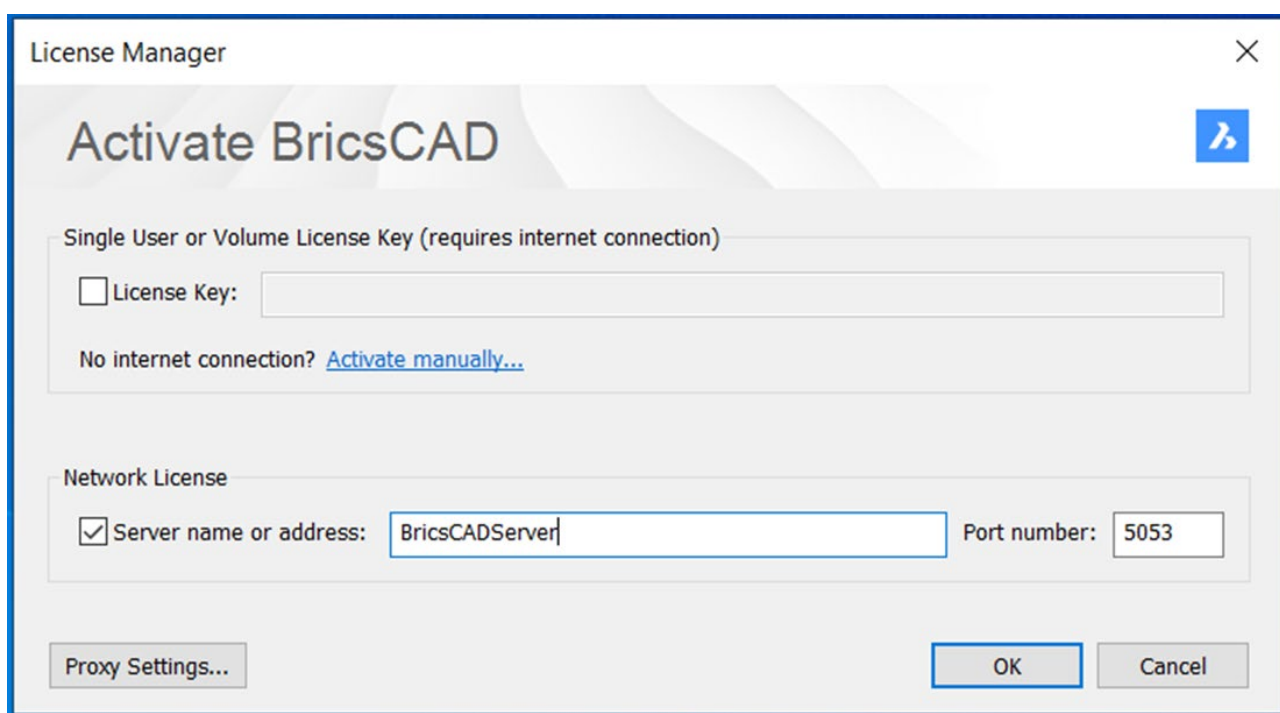 License Manager
Activate BricsCAD
Single User or Volume License Key (requires internet connection)
License Key:
No internet connection? Activate manually...
Network License
Server name or address: BricsCADServer Port number: 5053
Proxy Settings... OK Cancel